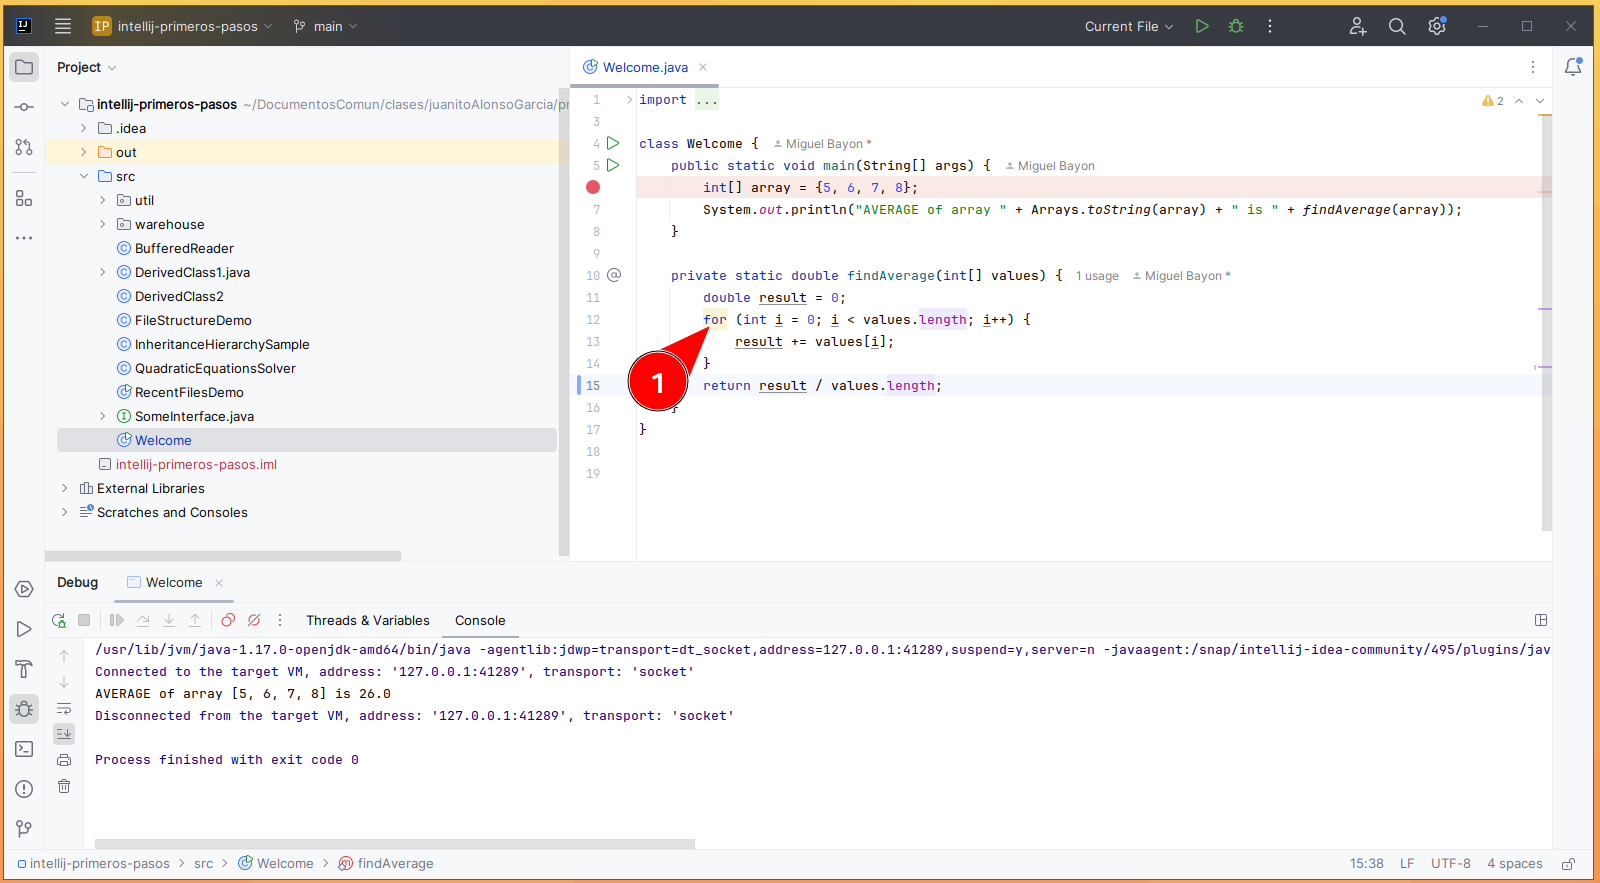 IJ
IP intellij-primeros-pasos main Current File
Project
Welcome.java
intellij-primeros-pasos ~/DocumentosComun/clases/juanitoAlonsoGarcia/pr
.idea
out
src
util
warehouse
BufferedReader
DerivedClass1.java
DerivedClass2
FileStructureDemo
InheritanceHierarchySample
QuadraticEquationsSolver
RecentFilesDemo
SomeInterface.java
Welcome
intellij-primeros-pasos.iml
External Libraries
Scratches and Consoles
2
1 import ...
3
4 class Welcome { Miguel Bayon *
5 public static void main(String[] args) { Miguel Bayon
int[] array = {5, 6, 7, 8};
7 System.out.println("AVERAGE of array " + Arrays.toString(array) + " is " + findAverage(array));
8 }
9
10 @ private static double findAverage(int[] values) { 1 usage Miguel Bayon *
11 double result = 0;
12 for (int i = 0; i < values.length; i++) {
13 result += values[i];
14 }
1
15 return result / values.length;
16 }
17 }
18
19
Debug Welcome
Threads & Variables Console
/usr/lib/jvm/java-1.17.0-openjdk-amd64/bin/java -agentlib:jdwp=transport=dt_socket,address=127.0.0.1:41289,suspend=y,server=n -javaagent:/snap/intellij-idea-community/495/plugins/jav
Connected to the target VM, address: '127.0.0.1:41289', transport: 'socket'
AVERAGE of array [5, 6, 7, 8] is 26.0
Disconnected from the target VM, address: '127.0.0.1:41289', transport: 'socket'
Process finished with exit code 0
intellij-primeros-pasos > src > Welcome > findAverage
15:38 LF UTF-8 4 spaces